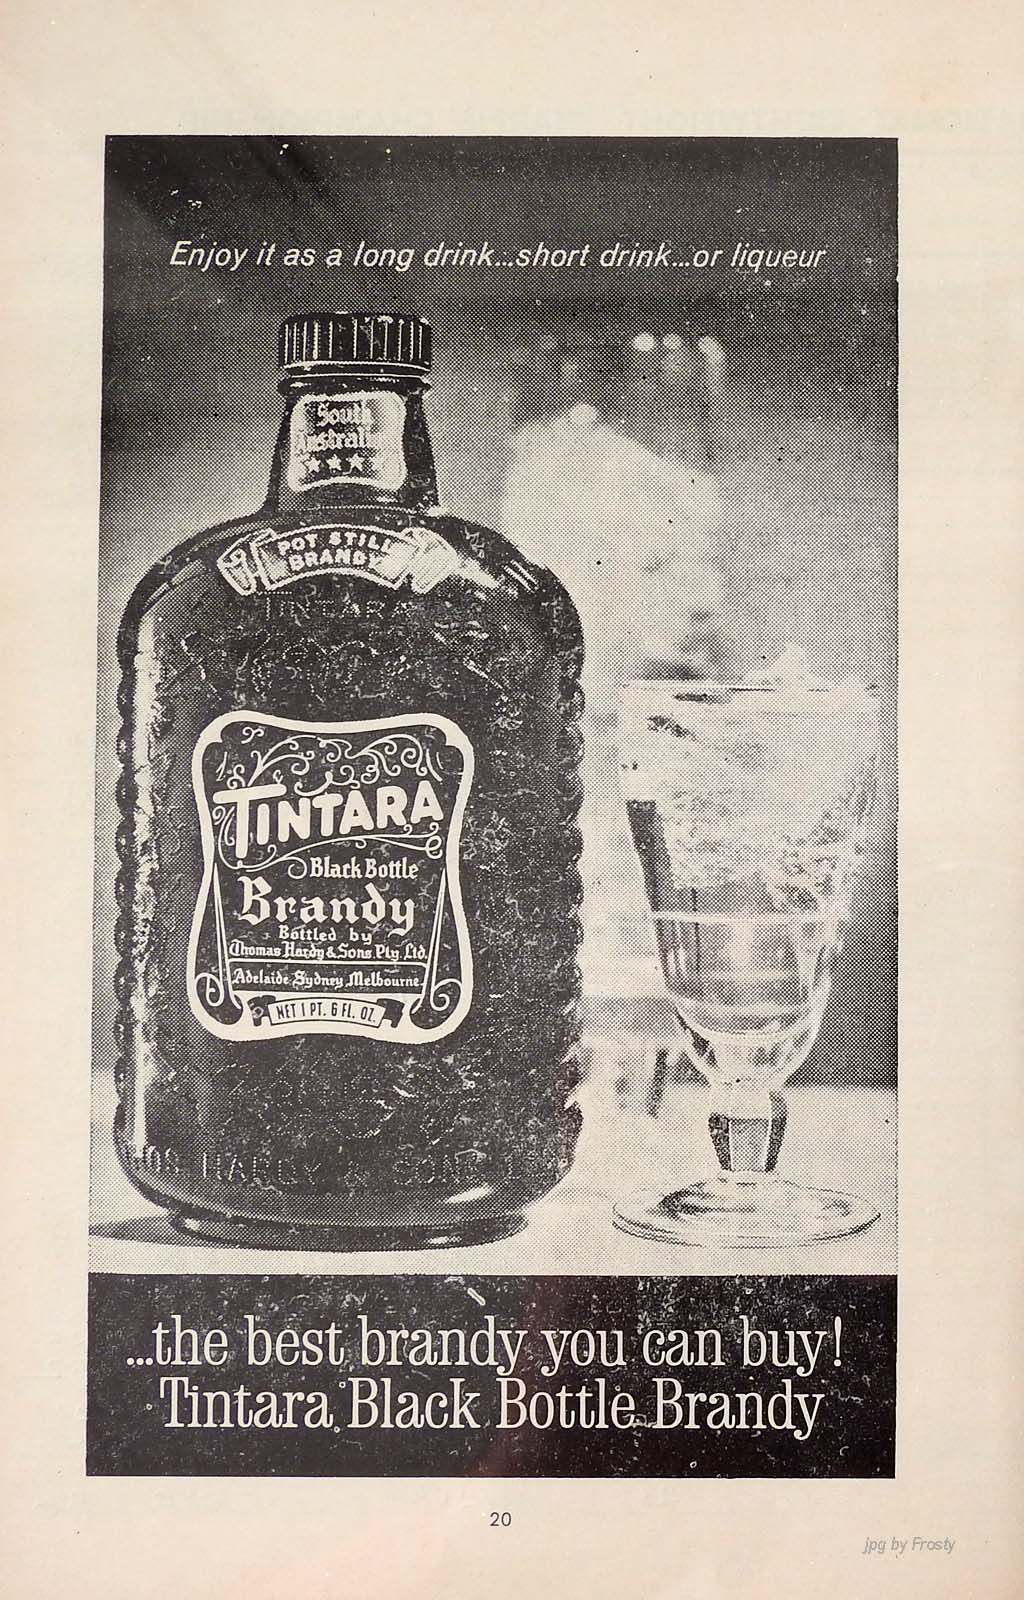 Enjoy it as a long drink...short drink...or liqueur
South
Australian
POT STILL
BRANDY
TINTARA
TINTARA
Black Bottle
Brandy
Bottled by
Thomas Hardy & Sons Pty. Ltd.
Adelaide Sydney Melbourne
NET 1 PT. 6 FL. OZ.
HARDY & SONS
...the best brandy you can buy!
Tintara Black Bottle Brandy
20
jpg by Frosty